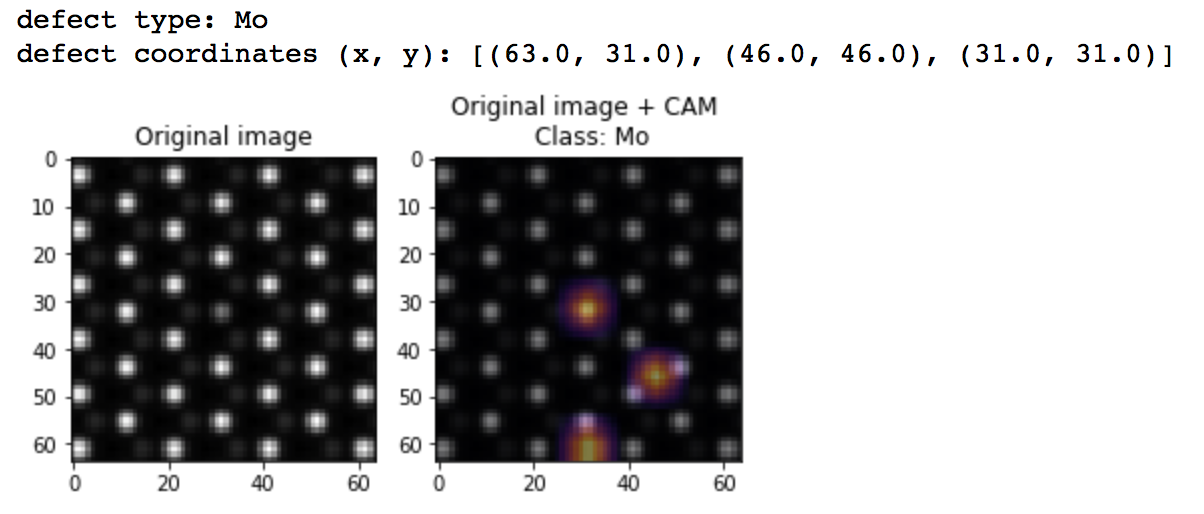 defect type: Mo
defect coordinates (x, y): [(63.0, 31.0), (46.0, 46.0), (31.0, 31.0)]
Original image
0
10
20
30
40
50
60
0 20 40 60
Original image + CAM
Class: Mo
0
10
20
30
40
50
60
0 20 40 60